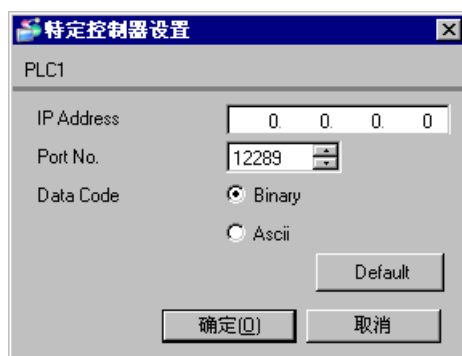 特定控制器设置
PLC1
IP Address 0. 0. 0. 0
Port No. 12289
Data Code Binary
Ascii
Default
确定(O) 取消